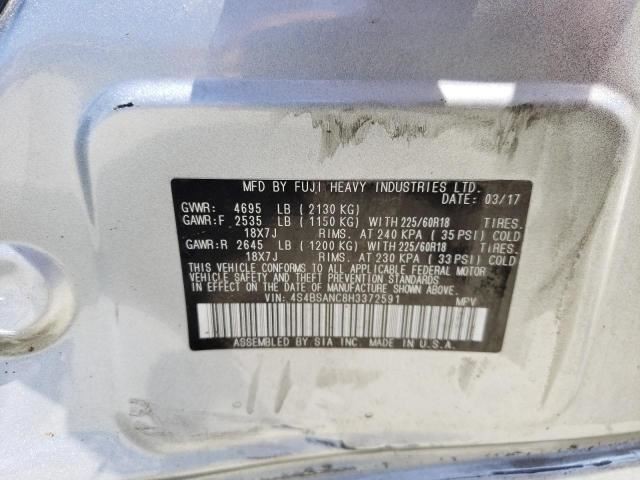 MFD BY FUJI HEAVY INDUSTRIES LTD.
DATE: 03/17
GVWR: 4695 LB (2130 KG)
GAWR:F 2535 LB (1150 KG) WITH 225/60R18 TIRES,
18X7J RIMS, AT 240 KPA (35 PSI) COLD
GAWR:R 2645 LB (1200 KG) WITH 225/60R18 TIRES,
18X7J RIMS, AT 230 KPA (33 PSI) COLD
THIS VEHICLE CONFORMS TO ALL APPLICABLE FEDERAL MOTOR
VEHICLE SAFETY AND THEFT PREVENTION STANDARDS
IN EFFECT ON THE DATE OF MANUFACTURE SHOWN ABOVE.
VIN: 4S4BSANC8H3372591 MPV
ASSEMBLED BY SIA INC. MADE IN U.S.A.